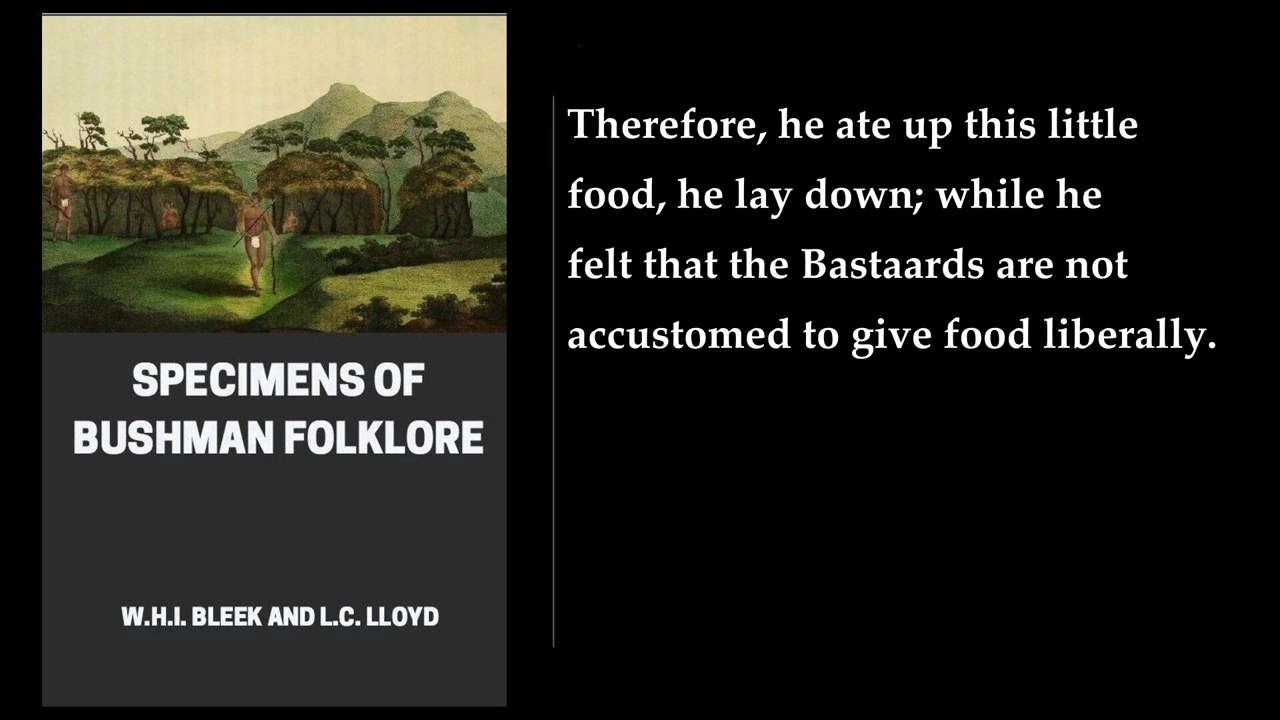 SPECIMENS OF
BUSHMAN FOLKLORE
W.H.I. BLEEK AND L.C. LLOYD
Therefore, he ate up this little
food, he lay down; while he
felt that the Bastaards are not
accustomed to give food liberally.